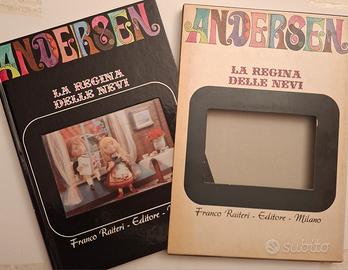 ANDERSEN
LA REGINA
DELLE NEVI
Franco Raiteri - Editore -
ANDERSEN
LA REGINA
DELLE NEVI
Franco Raiteri - Editore - Milano
subito